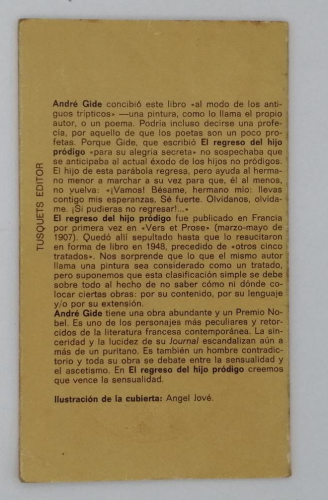 André Gide concibió este libro «al modo de los anti-
guos trípticos» —una pintura, como lo llama el propio
autor, o un poema. Podría incluso decirse una profe-
cía, por aquello de que los poetas son un poco pro-
fetas. Porque Gide, que escribió El regreso del hijo
pródigo «para su alegría secreta» no sospechaba que
se anticipaba al actual éxodo de los hijos no pródigos.
El hijo de esta parábola regresa, pero ayuda al herma-
no menor a marchar a su vez para que, él al menos,
no vuelva: «¡Vamos! Bésame, hermano mío: llevas
contigo mis esperanzas. Sé fuerte. Olvídanos, olvída-
me. ¡Si pudieras no regresar!...»
El regreso del hijo pródigo fue publicado en Francia
por primera vez en «Vers et Prose» (marzo-mayo de
1907). Quedó allí sepultado hasta que lo resucitaron
en forma de libro en 1948, precedido de «otros cinco
tratados». Nos sorprende que lo que el mismo autor
llama una pintura sea considerado como un tratado,
pero suponemos que esta clasificación simple se debe
sobre todo al hecho de no saber cómo ni dónde co-
locar ciertas obras: por su contenido, por su lenguaje
y/o por su extensión.
André Gide tiene una obra abundante y un Premio No-
bel. Es uno de los personajes más peculiares y retor-
cidos de la literatura francesa contemporánea. La sin-
ceridad y la lucidez de su Journal escandalizan aún a
más de un puritano. Es también un hombre contradic-
torio y toda su obra se debate entre la sensualidad y
el ascetismo. En El regreso del hijo pródigo creemos
que vence la sensualidad.
Ilustración de la cubierta: Angel Jové.
TUSQUETS EDITOR